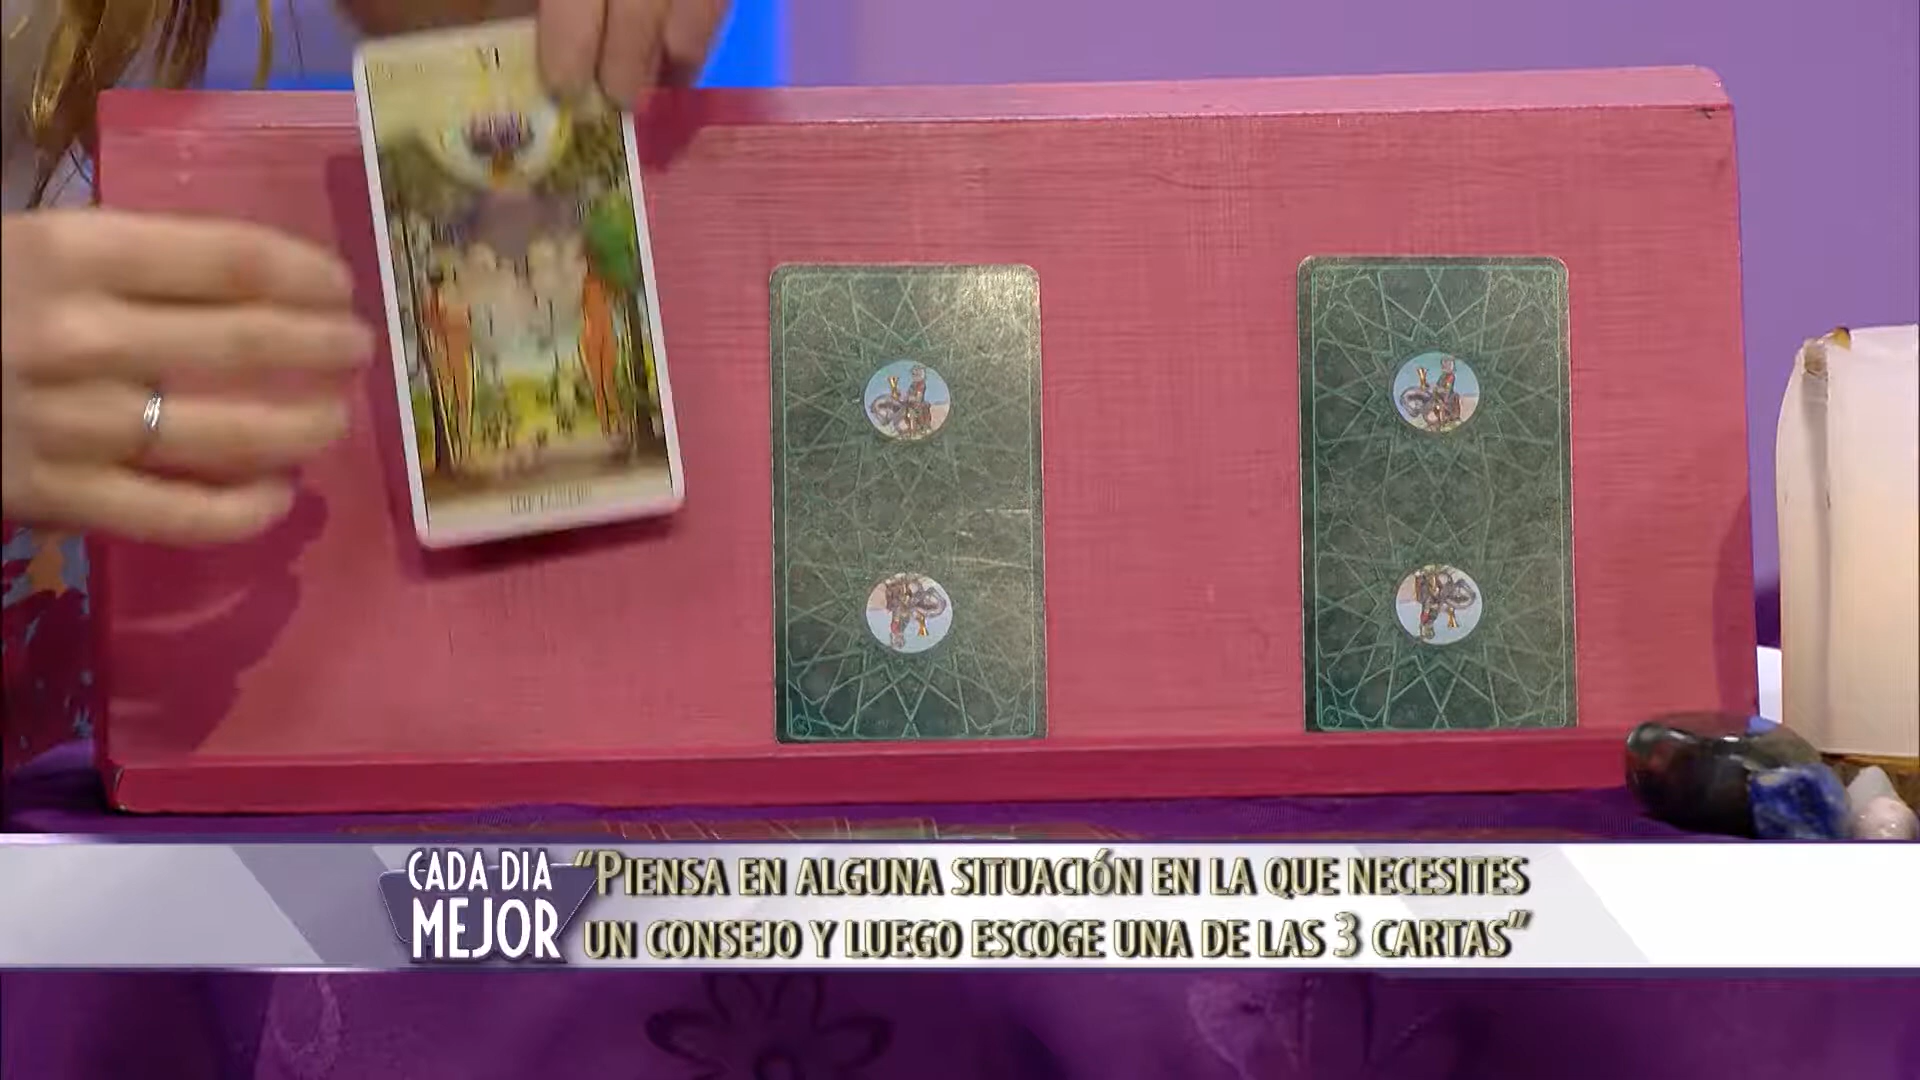 VI
CADA DIA
MEJOR
“PIENSA EN ALGUNA SITUACIÓN EN LA QUE NECESITES
UN CONSEJO Y LUEGO ESCOGE UNA DE LAS 3 CARTAS”